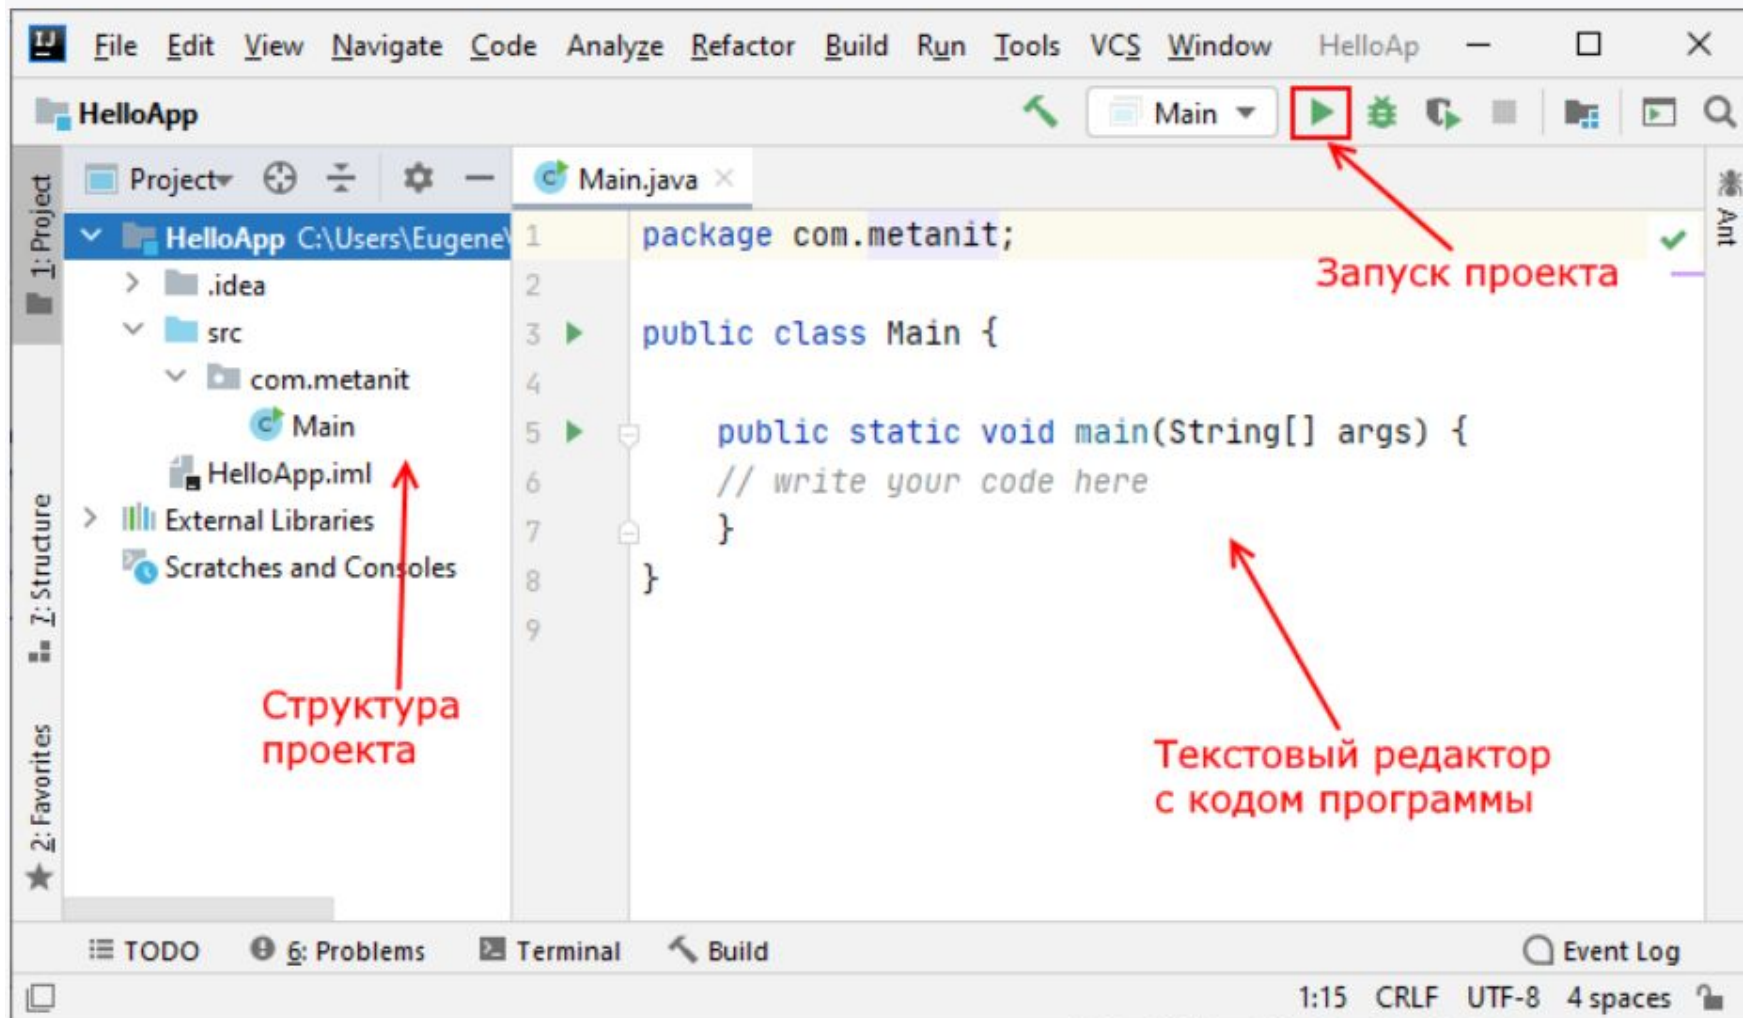 IJ File Edit View Navigate Code Analyze Refactor Build Run Tools VCS Window HelloAp
HelloApp Main
1: Project
7: Structure
2: Favorites
Project
HelloApp C:\Users\Eugene\
.idea
src
com.metanit
Main
HelloApp.iml
External Libraries
Scratches and Consoles
Структура
проекта
Main.java
1 package com.metanit;
2
3 public class Main {
4
5 public static void main(String[] args) {
6 // write your code here
7 }
8 }
9
Запуск проекта
Текстовый редактор
с кодом программы
Ant
TODO 6: Problems Terminal Build Event Log
1:15 CRLF UTF-8 4 spaces